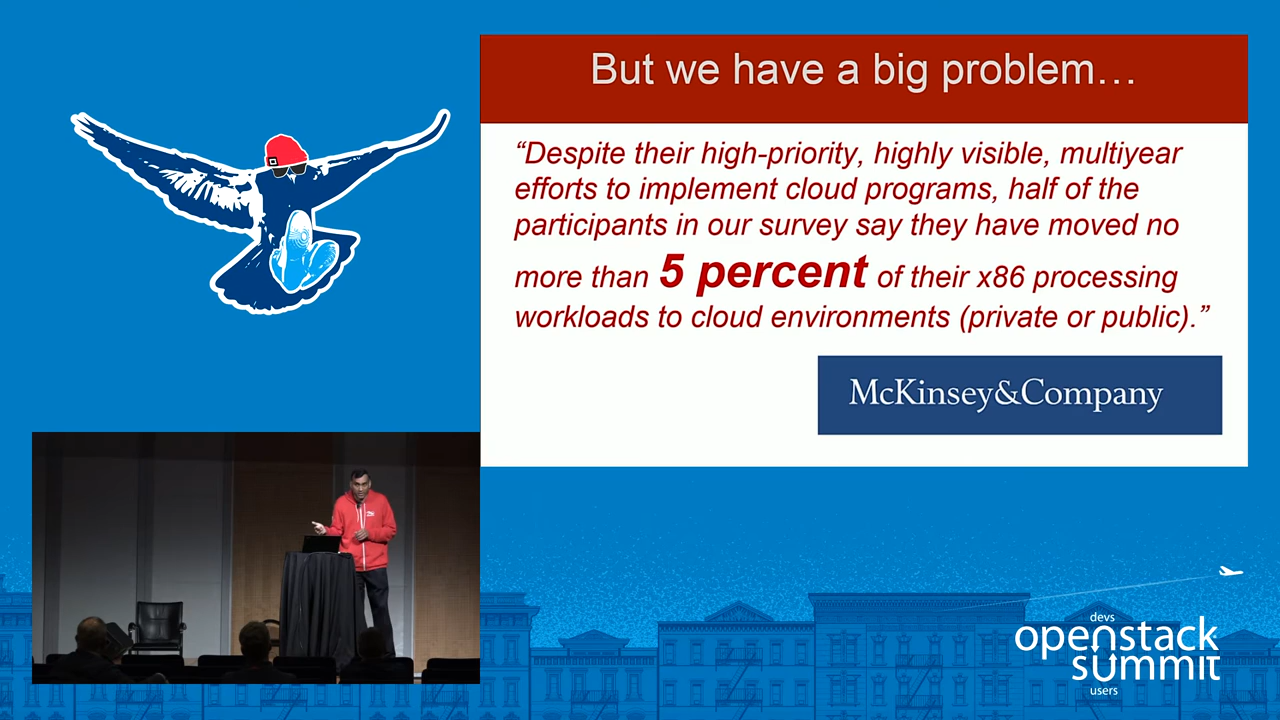 But we have a big problem…
“Despite their high-priority, highly visible, multiyear
efforts to implement cloud programs, half of the
participants in our survey say they have moved no
more than 5 percent of their x86 processing
workloads to cloud environments (private or public).”
McKinsey&Company
devs
openstack
summit
users